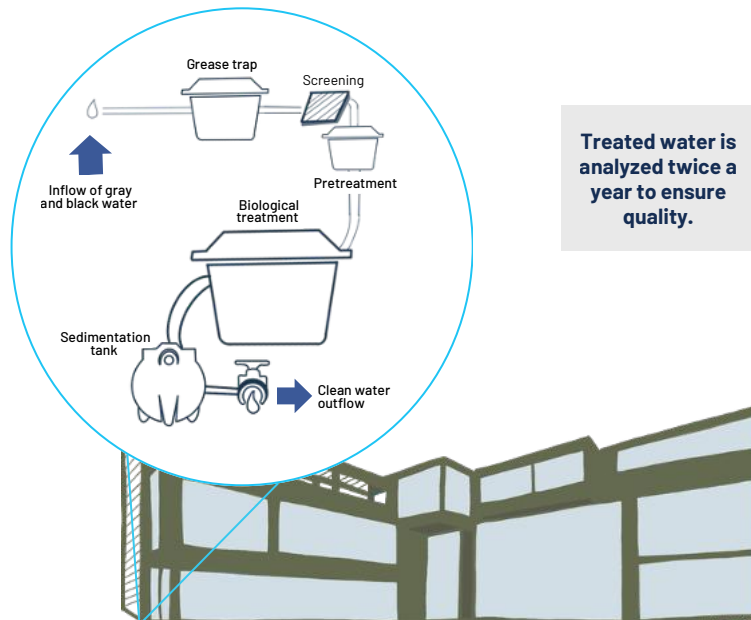 Grease trap
Screening
Inflow of gray
and black water
Pretreatment
Biological
treatment
Sedimentation
tank
Clean water
outflow
Treated water is
analyzed twice a
year to ensure
quality.